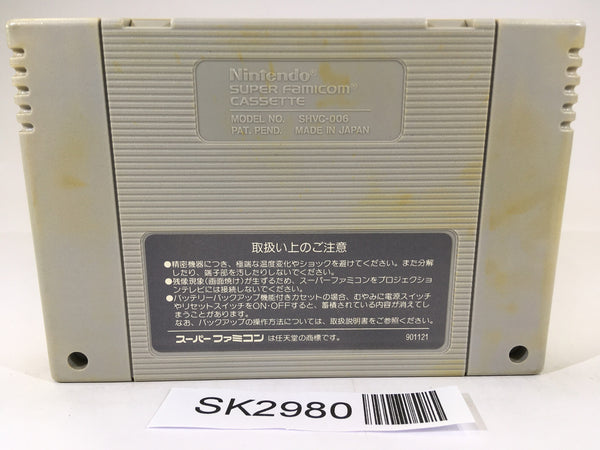 Nintendo®
SUPER FAMICOM™
CASSETTE
MODEL NO. SHVC-006
PAT. PEND. MADE IN JAPAN
取扱い上のご注意
●精密機器につき、極端な温度変化やショックを避けてください。また分解
したり、端子部を汚したりしないでください。
●残像現象(画面焼け)が生ずるため、スーパーファミコンをプロジェクショ
ンテレビには接続しないでください。
●バッテリーバックアップ機能付きカセットの場合、むやみに電源スイッチ
やリセットスイッチをON・OFFすると、蓄積されている内容が消えてし
まうことがあります。
なお、バックアップの操作方法については、取扱説明書をご参照ください。
スーパーファミコン は任天堂の商標です。 901121
SK2980